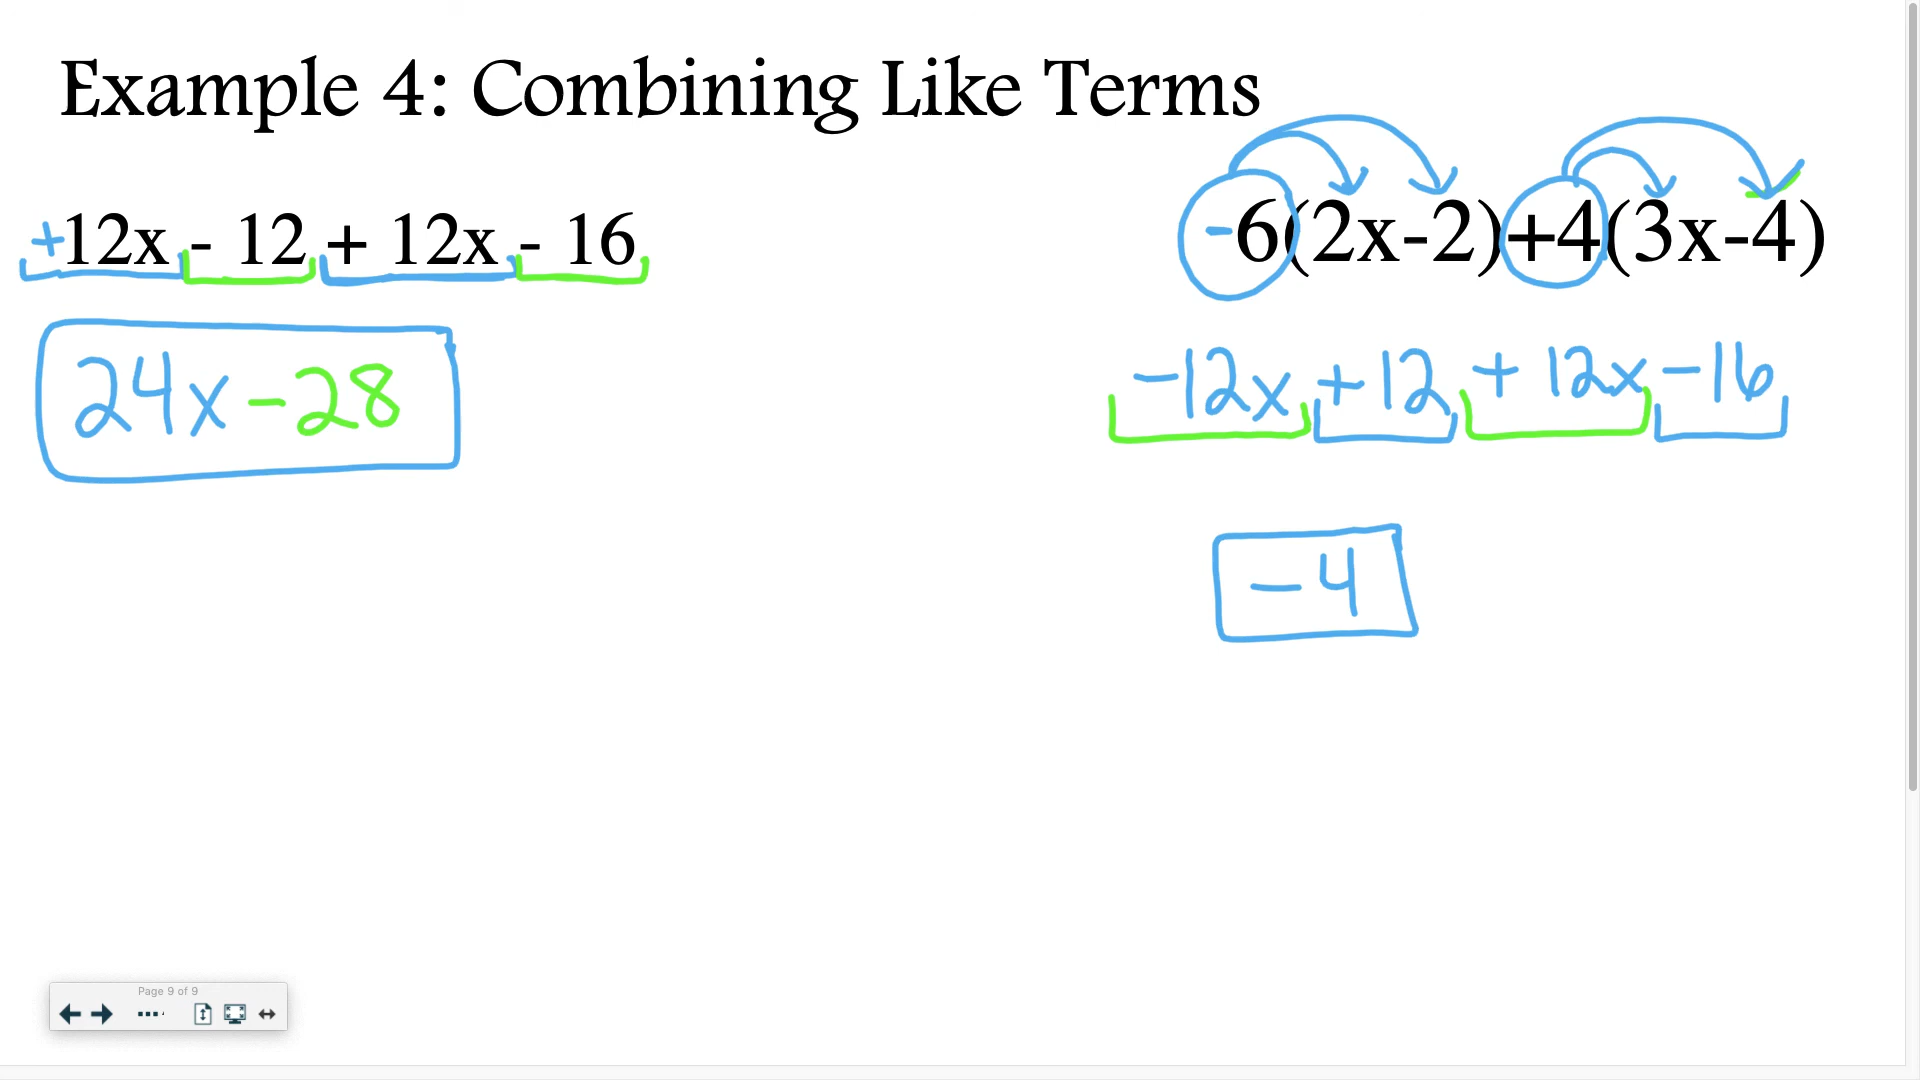 Example 4: Combining Like Terms
+12x - 12 + 12x - 16
24x - 28
-6(2x-2)+4(3x-4)
-12x + 12 + 12x - 16
-4
Page 9 of 9